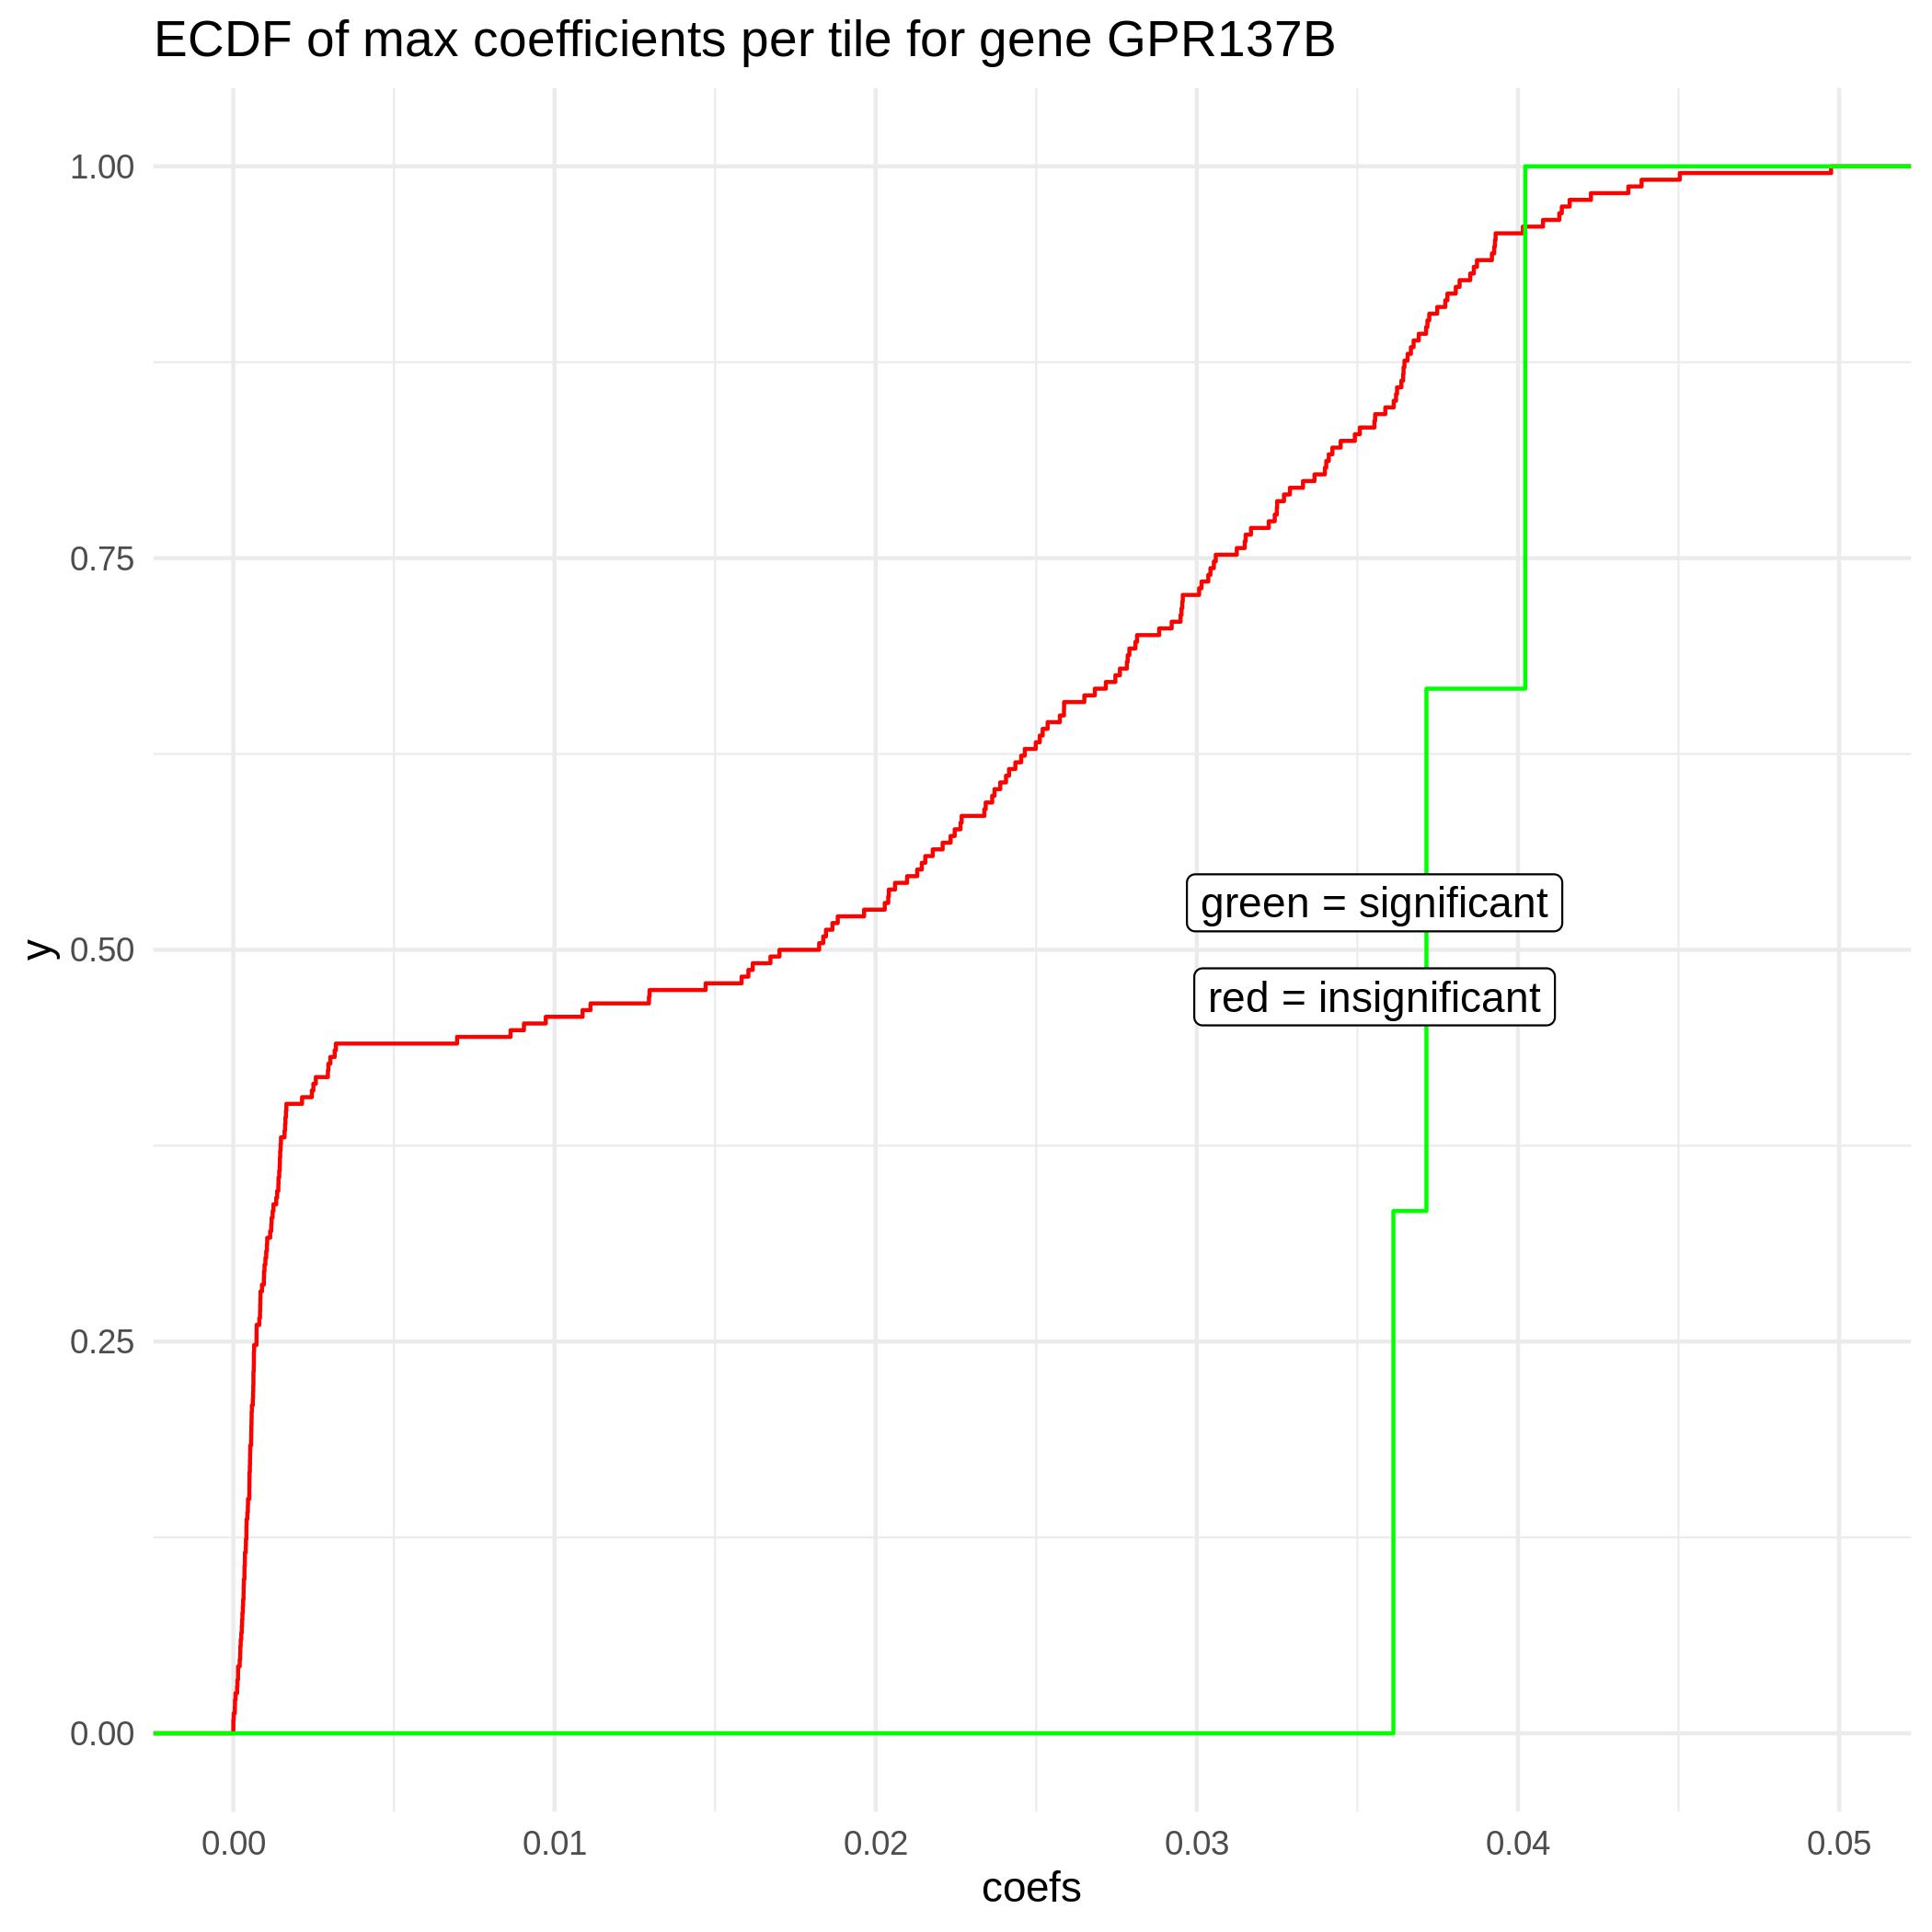 ECDF of max coefficients per tile for gene GPR137B
1.00
0.75
0.50
0.25
0.00
y
green = significant
red = insignificant
0.00 0.01 0.02 0.03 0.04 0.05
coefs